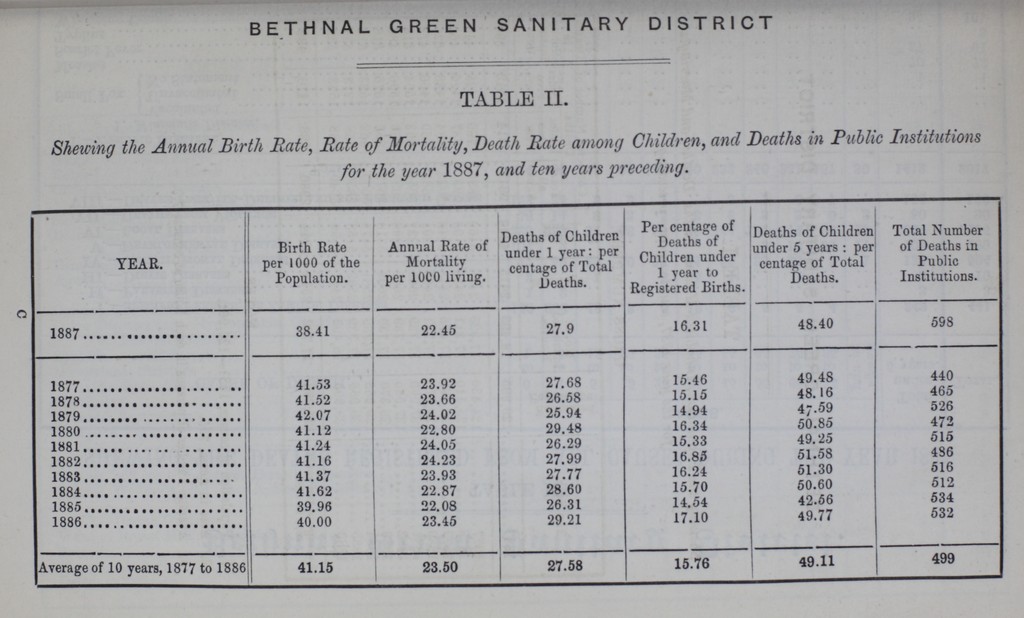 BETHNAL GREEN SANITARY DISTRICT
TABLE II.
Shewing the Annual Birth Rate, Rate of Mortality, Death Rate among Children, and Deaths in Public Institutions
for the year 1887, and ten years preceding.
YEAR. | Birth Rate per 1000 of the Population. | Annual Rate of Mortality per 1000 living. | Deaths of Children under 1 year: per centage of Total Deaths. | Per centage of Deaths of Children under 1 year to Registered Births. | Deaths of Children under 5 years : per centage of Total Deaths. | Total Number of Deaths in Public Institutions.
1887 | 38.41 | 22.45 | 27.9 | 16.31 | 48.40 | 598
1877 | 41.53 | 23.92 | 27.68 | 15.46 | 49.48 | 440
1878 | 41.52 | 23.66 | 26.58 | 15.15 | 48.16 | 465
1879 | 42.07 | 24.02 | 25.94 | 14.94 | 47.59 | 526
1880 | 41.12 | 22.80 | 29.48 | 16.34 | 50.85 | 472
1881 | 41.24 | 24.05 | 26.29 | 15.33 | 49.25 | 515
1882 | 41.16 | 24.23 | 27.99 | 16.85 | 51.58 | 486
1883 | 41.37 | 23.93 | 27.77 | 16.24 | 51.30 | 516
1884 | 41.62 | 22.87 | 28.60 | 15.70 | 50.60 | 512
1885 | 39.96 | 22.08 | 26.31 | 14.54 | 42.56 | 534
1886 | 40.00 | 23.45 | 29.21 | 17.10 | 49.77 | 532
Average of 10 years, 1877 to 1886 | 41.15 | 23.50 | 27.58 | 15.76 | 49.11 | 499
C